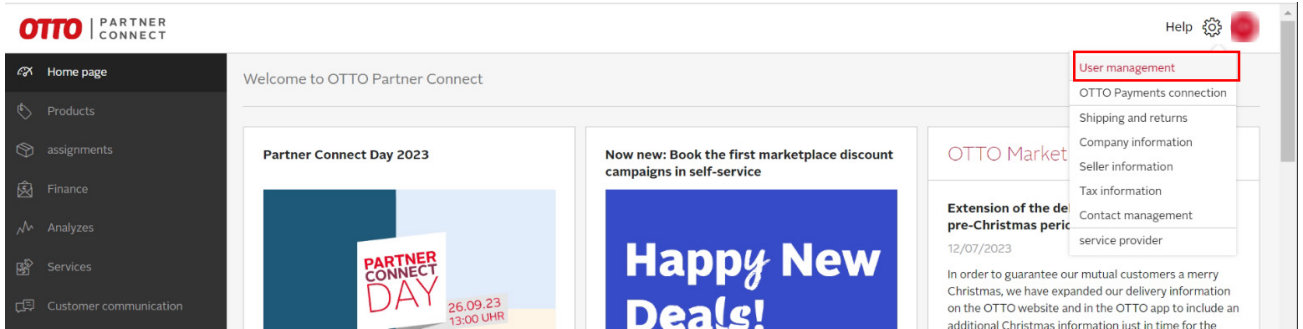 OTTO PARTNER CONNECT
Help
Home page
Products
assignments
Finance
Analyzes
Services
Customer communication
Welcome to OTTO Partner Connect
User management
OTTO Payments connection
Shipping and returns
Company information
Seller information
Tax information
Contact management
service provider
Partner Connect Day 2023
PARTNER
CONNECT
DAY
26.09.23
13:00 UHR
Now new: Book the first marketplace discount
campaigns in self-service
Happy New
Deals!
OTTO Market
Extension of the
pre-Christmas
12/07/2023
In order to guarantee our mutual customers a merry
Christmas, we have expanded our delivery information
on the OTTO website and in the OTTO app to include an
additional Christmas information just in time for the